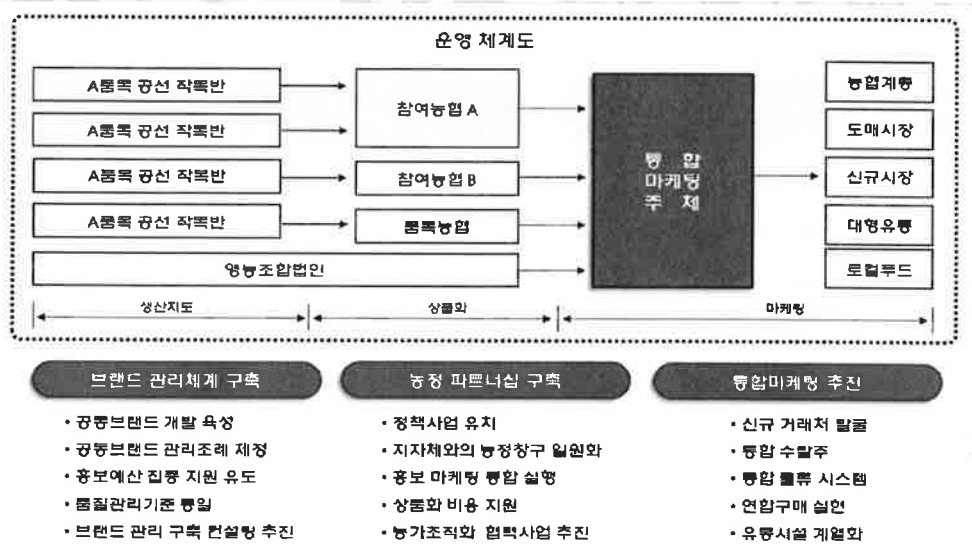 운영 체계도
A품목 공선 작목반
A품목 공선 작목반
A품목 공선 작목반
A품목 공선 작목반
영농조합법인
참여농협 A
참여농협 B
품목농협
통 합
마케팅
주 체
농협계통
도매시장
신규시장
대형유통
로컬푸드
생산지도
상품화
마케팅
브랜드 관리체계 구축
• 공동브랜드 개발 육성
• 공동브랜드 관리조례 제정
• 홍보예산 집중 지원 유도
• 품질관리기준 통일
• 브랜드 관리 구축 컨설팅 추진
농정 파트너십 구축
• 정책사업 유치
• 지자체와의 농정창구 일원화
• 홍보 마케팅 통합 실행
• 상품화 비용 지원
• 농가조직화 협력사업 추진
통합마케팅 추진
• 신규 거래처 발굴
• 통합 수발주
• 통합 물류 시스템
• 연합구매 실현
• 유통시설 계열화